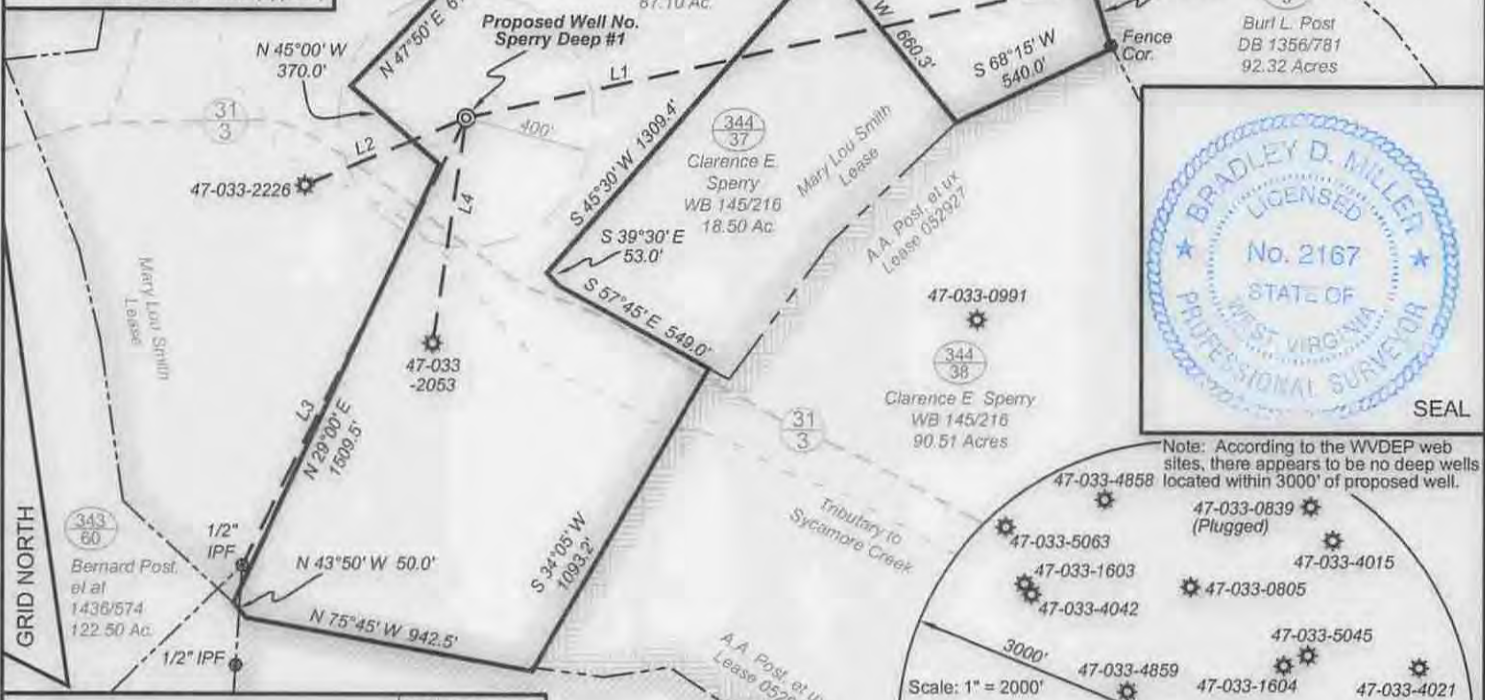 87.10 Ac.
N 47°50' E
Proposed Well No.
Sperry Deep #1
N 45°00' W
370.0'
L1
W 660.3'
S 68°15' W
540.0'
Fence
Cor.
Burl L. Post
DB 1356/781
92.32 Acres
31
3
L2
400'
47-033-2226
L4
S 45°30' W 1309.4'
344
37
Clarence E.
Sperry
WB 145/216
18.50 Ac.
Mary Lou Smith
Lease
A.A. Post, et ux
Lease 052927
S 39°30' E
53.0'
S 57°45' E 549.0'
Mary Lou Smith
Lease
47-033
-2053
47-033-0991
344
38
Clarence E. Sperry
WB 145/216
90.51 Acres
31
3
L3
N 29°00' E
1509.5'
Tributary to
Sycamore Creek
S 34°05' W
1093.2'
GRID NORTH
343
60
Bernard Post,
et at
1436/574
122.50 Ac.
1/2"
IPF
N 43°50' W 50.0'
N 75°45' W 942.5'
1/2" IPF
A.A. Post, et ux
BRADLEY D. MILLER
LICENSED
No. 2167
STATE OF
WEST VIRGINIA
PROFESSIONAL SURVEYOR
SEAL
Note: According to the WVDEP web
sites, there appears to be no deep wells
located within 3000' of proposed well.
47-033-4858
47-033-0839
(Plugged)
47-033-5063
47-033-4015
47-033-1603
47-033-4042
47-033-0805
47-033-5045
3000'
47-033-4859
47-033-1604
47-033-4021
Scale: 1" = 2000'